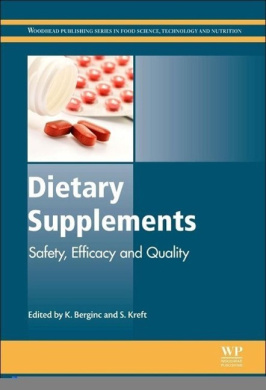 WOODHEAD PUBLISHING SERIES IN FOOD SCIENCE, TECHNOLOGY AND NUTRITION
Dietary
Supplements
Safety, Efficacy and Quality
Edited by K. Berginc and S. Kreft
WP